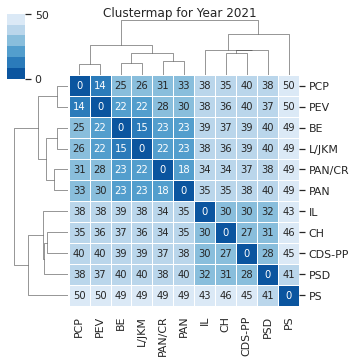 Clustermap for Year 2021
50
0
0 14 25 26 31 33 38 35 40 38 50 PCP
14 0 22 22 28 30 38 36 40 37 50 PEV
25 22 0 15 23 23 39 37 39 40 49 BE
26 22 15 0 22 23 38 36 39 40 49 L/JKM
31 28 23 22 0 18 34 34 37 38 49 PAN/CR
33 30 23 23 18 0 35 35 38 40 49 PAN
38 38 39 38 34 35 0 30 30 32 43 IL
35 36 37 36 34 35 30 0 27 31 46 CH
40 40 39 39 37 38 30 27 0 28 45 CDS-PP
38 37 40 40 38 40 32 31 28 0 41 PSD
50 50 49 49 49 49 43 46 45 41 0 PS
PCP PEV BE L/JKM PAN/CR PAN IL CH CDS-PP PSD PS